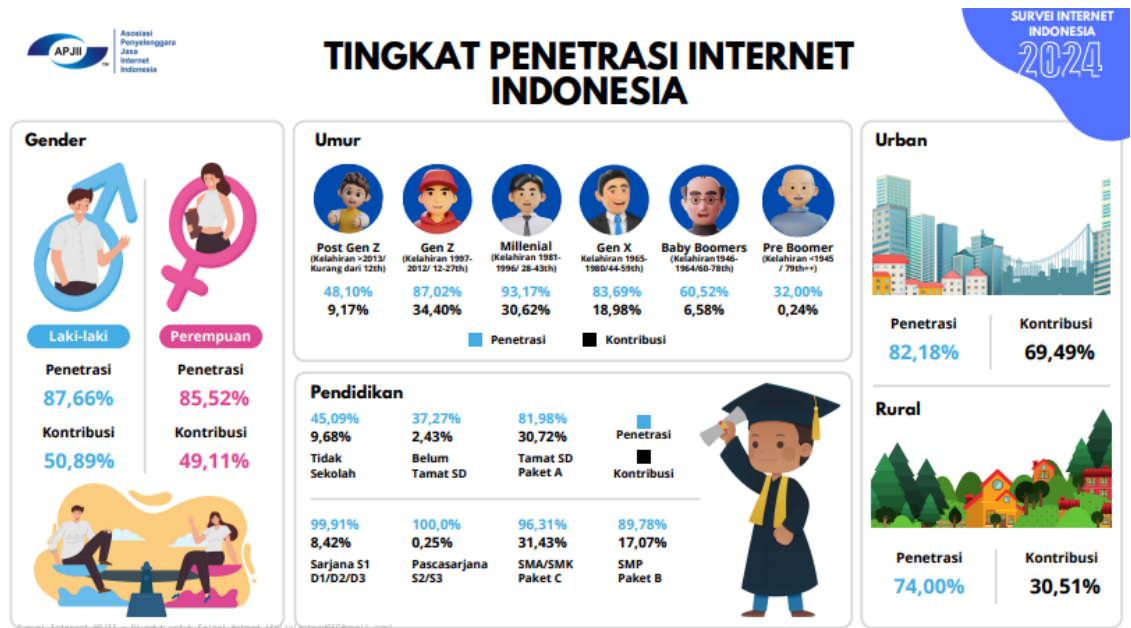 APJII
TM
Asosiasi
Penyelenggara
Jasa
Internet
Indonesia
TINGKAT PENETRASI INTERNET
INDONESIA
SURVEI INTERNET
INDONESIA
2024
Gender
Laki-laki
Penetrasi
87,66%
Kontribusi
50,89%
Perempuan
Penetrasi
85,52%
Kontribusi
49,11%
Umur
Post Gen Z
(Kelahiran >2013/
Kurang dari 12th)
48,10%
9,17%
Gen Z
(Kelahiran 1997-
2012/ 12-27th)
87,02%
34,40%
Millenial
(Kelahiran 1981-
1996/ 28-43th)
93,17%
30,62%
Gen X
Kelahiran 1965-
1980/44-59th)
83,69%
18,98%
Baby Boomers
(Kelahiran1946-
1964/60-78th)
60,52%
6,58%
Pre Boomer
(Kelahiran <1945
/ 79th++)
32,00%
0,24%
Penetrasi
Kontribusi
Pendidikan
45,09%
9,68%
Tidak
Sekolah
37,27%
2,43%
Belum
Tamat SD
81,98%
30,72%
Tamat SD
Paket A
Penetrasi
Kontribusi
99,91%
8,42%
Sarjana S1
D1/D2/D3
100,0%
0,25%
Pascasarjana
S2/S3
96,31%
31,43%
SMA/SMK
Paket C
89,78%
17,07%
SMP
Paket B
Urban
Penetrasi
82,18%
Kontribusi
69,49%
Rural
Penetrasi
74,00%
Kontribusi
30,51%